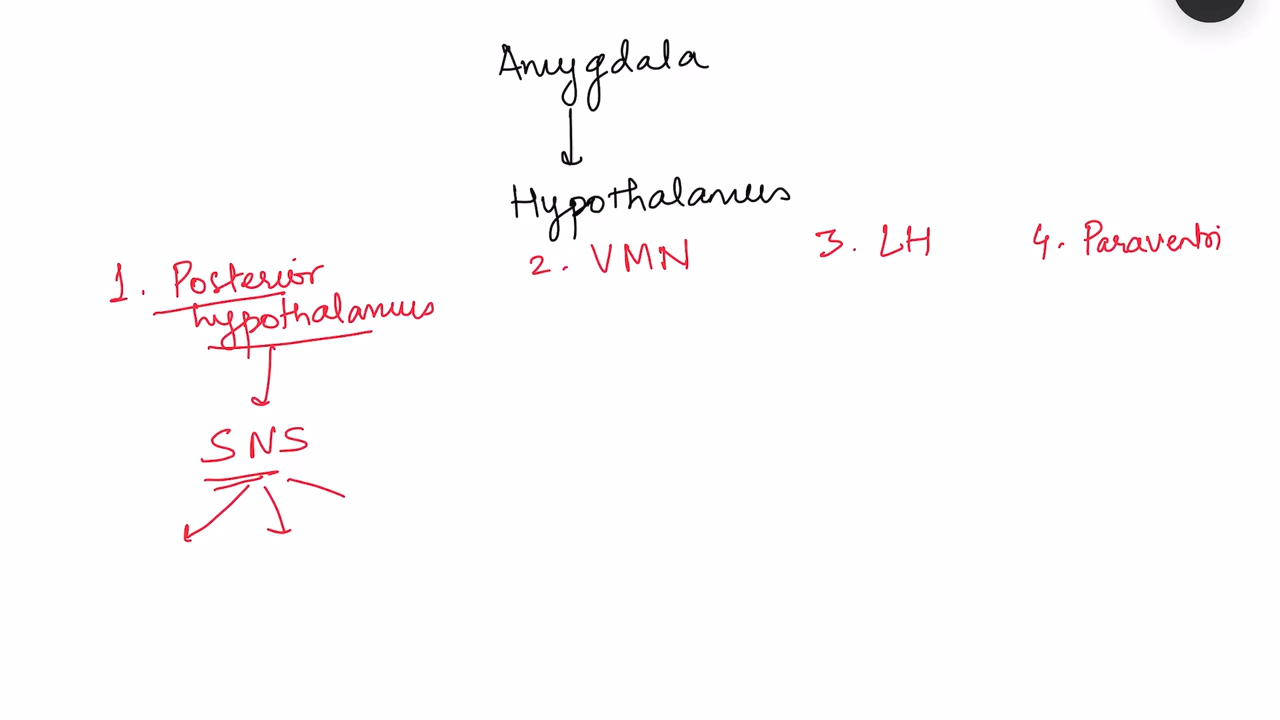 Amygdala
Hypothalamus
1. Posterior hypothalamus
2. VMN
3. LH
4. Paraventri
SNS